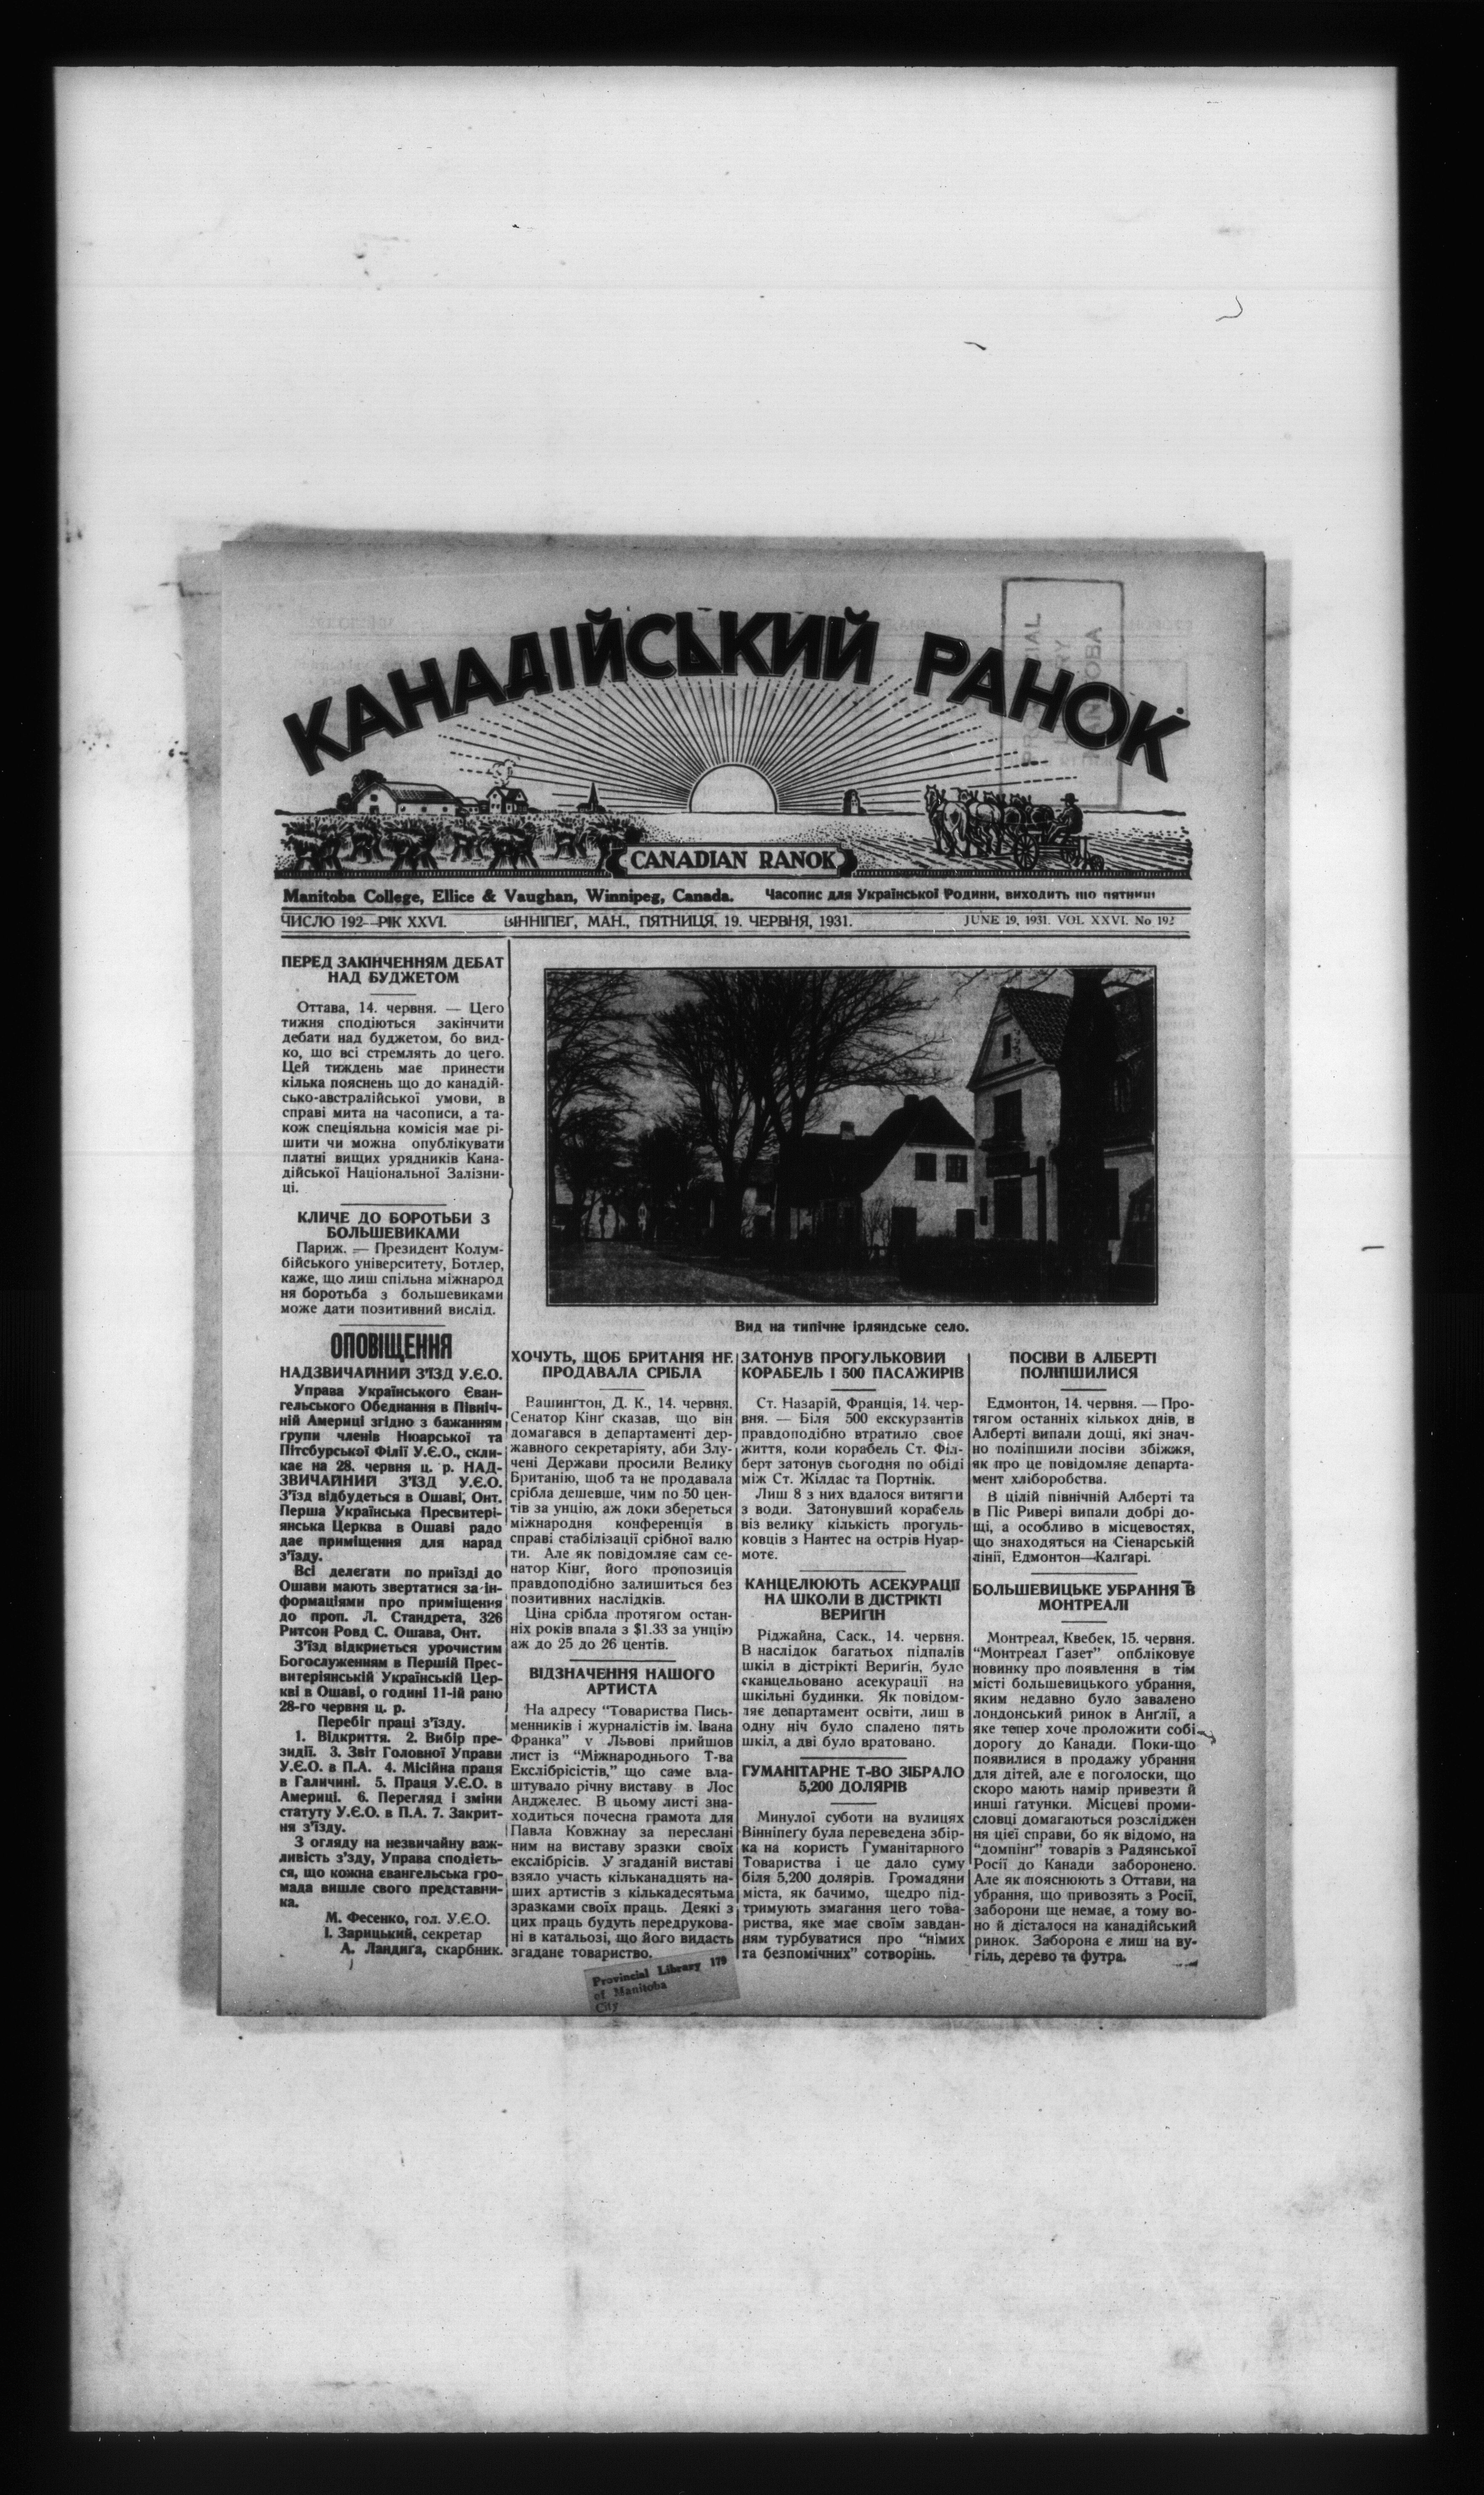 КАНАДІЙСЬКИЙ РАНОК
CANADIAN RANOK
Manitoba College, Ellice & Vaughan, Winnipeg, Canada. Часопис для Української Родини, виходить що пятниці
ЧИСЛО 192—РІК XXVI. ВІННІПЕҐ, МАН., ПЯТНИЦЯ, 19. ЧЕРВНЯ, 1931. JUNE 19, 1931. VOL. XXVI. No 192
ПЕРЕД ЗАКІНЧЕННЯМ ДЕБАТ
НАД БУДЖЕТОМ
Оттава, 14. червня. — Цего
тижня сподіються закінчити
дебати над буджетом, бо вид-
ко, що всі стремлять до цего.
Цей тиждень має принести
кілька пояснень що до канадій-
сько-австралійської умови, в
справі мита на часописи, а та-
кож специяльна комісія має рі-
шити чи можна опублікувати
платні вищих урядників Кана-
дійської Національної Залізни-
ці.
КЛИЧЕ ДО БОРОТЬБИ З
БОЛЬШЕВИКАМИ
Париж. — Президент Колум-
бійського університету, Ботлер,
каже, що лиш спільна міжнарод
ня боротьба з большевиками
може дати позитивний вислід.
ОПОВІЩЕННЯ
НАДЗВИЧАЙНИЙ З'ЇЗД У.Є.О.
Управа Українського Єван-
гельського Обєднання в Північ-
ній Америці згідно з бажанням
ґрупи членів Нюарської та
Пітсбурської Філії У.Є.О., скли-
кає на 28. червня ц. р. НАД-
ЗВИЧАЙНИЙ З'ЇЗД У.Є.О.
З'їзд відбудеться в Ошаві, Онт.
Перша Українська Пресвитері-
янська Церква в Ошаві радо
дає приміщення для нарад
з'їзду.
Всі делєґати по приїзді до
Ошави мають звертатися за ін-
формаціями про приміщення
до проп. Л. Стандрета, 326
Ритсон Ровд С. Ошава, Онт.
З'їзд відкриється урочистим
Богослуженням в Першій Прес-
витеріянській Українській Цер-
кві в Ошаві, о годині 11-ій рано
28-го червня ц. р.
Перебіг праці з'їзду.
1. Відкриття. 2. Вибір пре-
зидії. 3. Звіт Головної Управи
У.Є.О. в П.А. 4. Місійна праця
в Галичині. 5. Праця У.Є.О. в
Америці. 6. Перегляд і зміни
статуту У.Є.О. в П.А. 7. Закрит-
ня з'їзду.
З огляду на незвичайну важ-
ливість з'зду, Управа сподієть-
ся, що кожна євангельська гро-
мада вишле свого представни-
ка.
М. Фесенко, гол. У.Є.О.
І. Зарицький, секретар
А. Ландиґа, скарбник.
Вид на типічне ірляндське село.
ХОЧУТЬ, ЩОБ БРИТАНІЯ НЕ
ПРОДАВАЛА СРІБЛА
Вашинґтон, Д. К., 14. червня.
Сенатор Кінґ сказав, що він
домагався в департаменті дер-
жавного секретаріяту, аби Злу-
чені Держави просили Велику
Британію, щоб та не продавала
срібла дешевше, чим по 50 цен-
тів за унцію, аж доки збереться
міжнародня конференція в
справі стабілізації срібної валю
ти. Але як повідомляє сам се-
натор Кінґ, його пропозиція
правдоподібно залишиться без
позитивних наслідків.
Ціна срібла протягом остан-
ніх років впала з $1.33 за унцію
аж до 25 до 26 центів.
ВІДЗНАЧЕННЯ НАШОГО
АРТИСТА
На адресу "Товариства Пись-
менників і журналістів ім. Івана
Франка" у Львові прийшов
лист із "Міжнароднього Т-ва
Екслібрісістів," що саме вла-
штувало річну виставу в Лос
Анджелес. В цьому листі зна-
ходиться почесна грамота для
Павла Ковжнау за переслані
ним на виставу зразки своїх
екслібрісів. У згаданій виставі
взяло участь кільканадцять на-
ших артистів з кількадесятьма
зразками своїх праць. Деякі з
цих праць будуть передрукова-
ні в катальозі, що його видасть
згадане товариство.
ЗАТОНУВ ПРОГУЛЬКОВИЙ
КОРАБЕЛЬ І 500 ПАСАЖИРІВ
Ст. Назарій, Франція, 14. чер-
вня. — Біля 500 екскурзантів
правдоподібно втратило своє
життя, коли корабель Ст. Філ-
берт затонув сьогодня по обіді
між Ст. Жілдас та Портнік.
Лиш 8 з них вдалося витягти
з води. Затонувший корабель
віз велику кількість прогуль-
ковців з Нантес на острів Нуар-
моте.
КАНЦЕЛЮЮТЬ АСЕКУРАЦІЇ
НА ШКОЛИ В ДІСТРІКТІ
ВЕРИҐІН
Ріджайна, Саск., 14. червня.
В наслідок багатьох підпалів
шкіл в дістрікті Вериґін, було
сканцельовано асекурації на
шкільні будинки. Як повідом-
ляє департамент освіти, лиш в
одну ніч було спалено пять
шкіл, а дві було вратовано.
ГУМАНІТАРНЕ Т-ВО ЗІБРАЛО
5,200 ДОЛЯРІВ
Минулої суботи на вулицях
Вінніпеґу була переведена збір-
ка на користь Гуманітарного
Товариства і це дало суму
біля 5,200 долярів. Громадяни
міста, як бачимо, щедро під-
тримують змагання цего това-
риства, яке має своїм завдан-
ням турбуватися про "німих
та безпомічних" сотворінь.
ПОСІВИ В АЛБЕРТІ
ПОЛІПШИЛИСЯ
Едмонтон, 14. червня. — Про-
тягом останніх кількох днів, в
Алберті випали дощі, які знач-
но поліпшили посіви збіжжя,
як про це повідомляє департа-
мент хліборобства.
В цілій північній Алберті та
в Піс Ривері випали добрі до-
щі, а особливо в місцевостях,
що знаходяться на Сіенарській
лінії, Едмонтон—Калґарі.
БОЛЬШЕВИЦЬКЕ УБРАННЯ В
МОНТРЕАЛІ
Монтреал, Квебек, 15. червня.
"Монтреал Ґазет" опбліковує
новинку про появлення в тім
місті большевицького убрання,
яким недавно було завалено
лондонський ринок в Анґлії, а
яке тепер хоче проложити собі
дорогу до Канади. Поки-що
появилися в продажу убрання
для дітей, але є поголоски, що
скоро мають намір привезти й
инші ґатунки. Місцеві проми-
словці домагаються розсліджен
ня цієї справи, бо як відомо, на
"домпінґ" товарів з Радянської
Росії до Канади заборонено.
Але як пояснюють з Оттави, на
убрання, що привозять з Росії,
заборони ще немає, а тому во-
но й дісталося на канадійський
ринок. Заборона є лиш на ву-
гіль, дерево та футра.
Provincial Library 179
of Manitoba
City